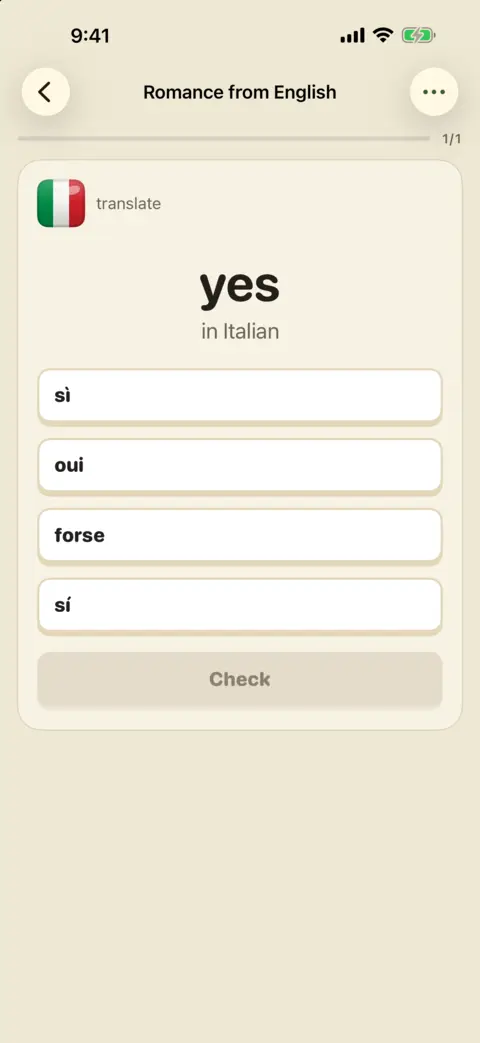 9:41
Romance from English
1/1
translate
yes
in Italian
sì
oui
forse
sí
Check